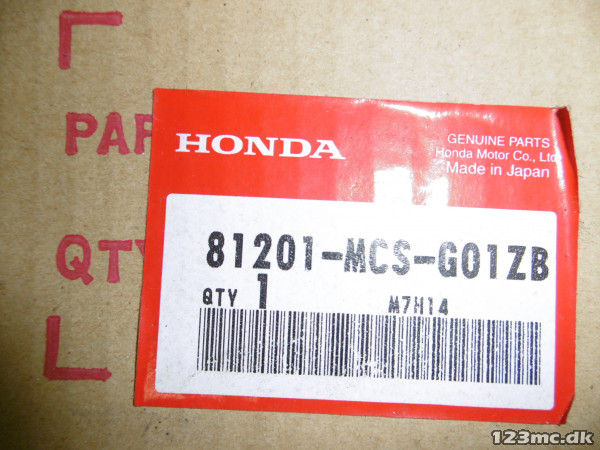 PAR
QTY
HONDA
GENUINE PARTS
Honda Motor Co., Ltd.
Made in Japan
81201-MCS-G01ZB
QTY 1 M7H14
123mc.dk